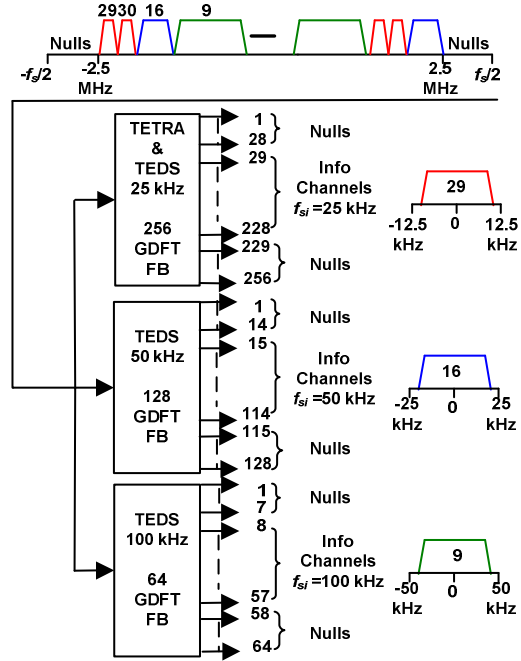 29 30 16 9
Nulls Nulls
-fs/2 -2.5 MHz 2.5 MHz fs/2
TETRA & TEDS 25 kHz
256 GDFT FB
1
28
Nulls
29
Info Channels fsi =25 kHz
228
229
Nulls
256
29
-12.5 kHz 0 12.5 kHz
TEDS 50 kHz
128 GDFT FB
1
14
Nulls
15
Info Channels fsi =50 kHz
114
115
Nulls
128
16
-25 kHz 0 25 kHz
TEDS 100 kHz
64 GDFT FB
1
7
Nulls
8
Info Channels fsi =100 kHz
57
58
Nulls
64
9
-50 kHz 0 50 kHz